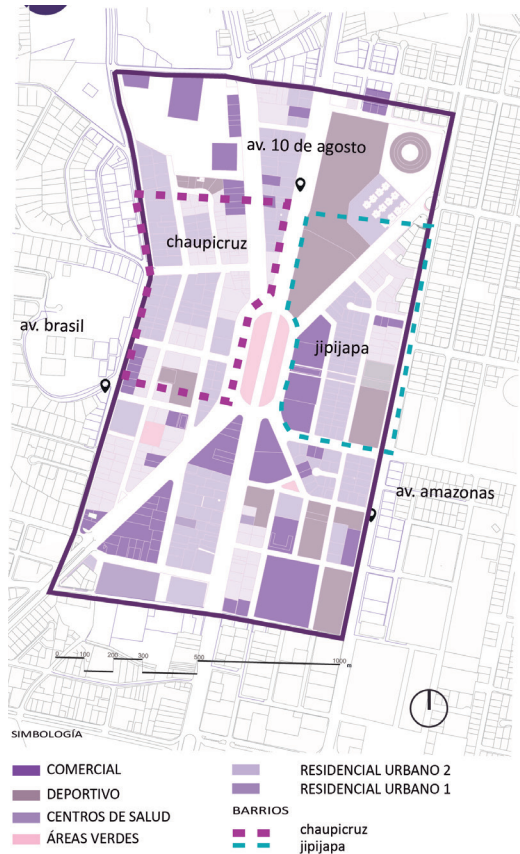 av. 10 de agosto
chaupicruz
av. brasil
jipijapa
av. amazonas
0 100 200 300 500 1000
m
SIMBOLOGÍA
COMERCIAL
DEPORTIVO
CENTROS DE SALUD
ÁREAS VERDES
RESIDENCIAL URBANO 2
RESIDENCIAL URBANO 1
BARRIOS
chaupicruz
jipijapa